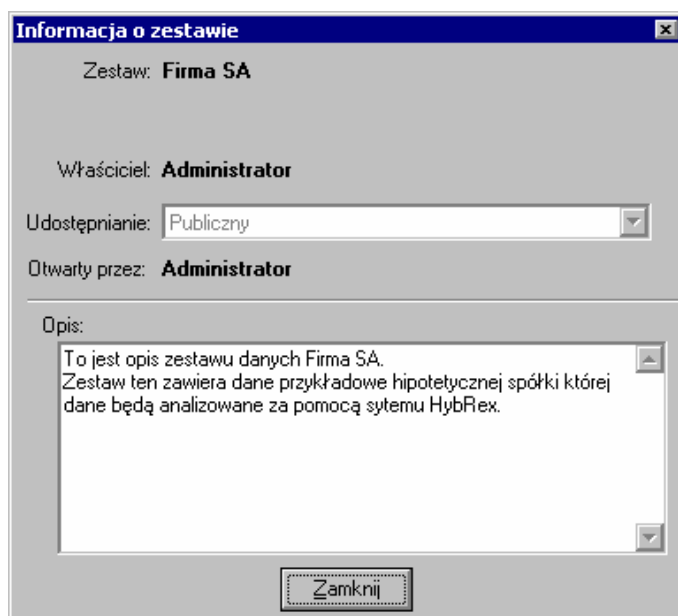 Informacja o zestawie
Zestaw: Firma SA
Właściciel: Administrator
Udostępnianie: Publiczny
Otwarty przez: Administrator
Opis:
To jest opis zestawu danych Firma SA.
Zestaw ten zawiera dane przykładowe hipotetycznej spółki której
dane będą analizowane za pomocą sytemu HybRex.
Zamknij